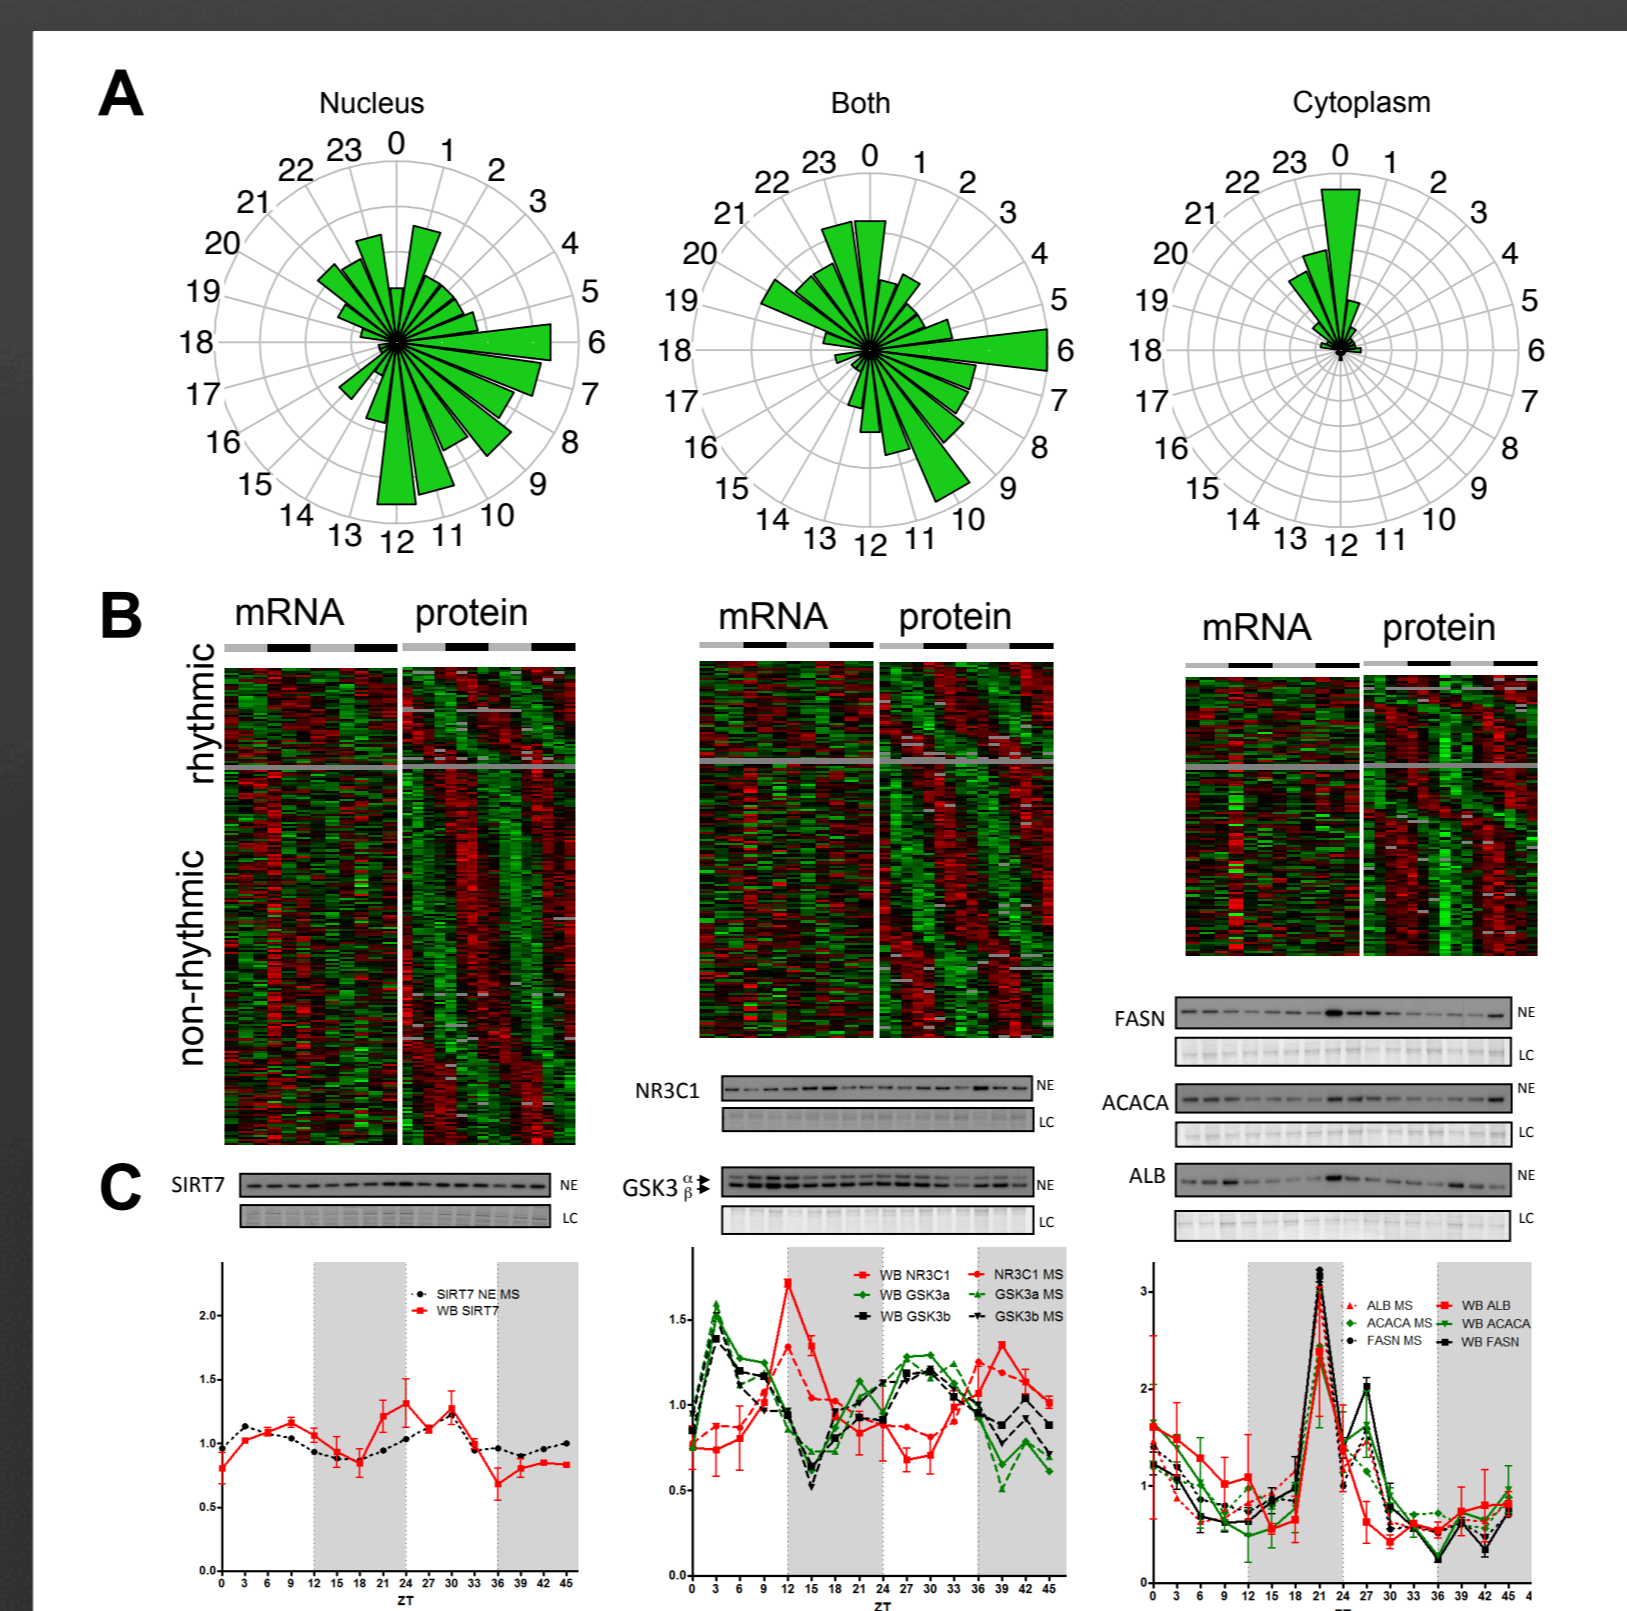 A
Nucleus
0
1
2
3
4
5
6
7
8
9
10
11
12
13
14
15
16
17
18
19
20
21
22
23
Both
0
1
2
3
4
5
6
7
8
9
10
11
12
13
14
15
16
17
18
19
20
21
22
23
Cytoplasm
0
1
2
3
4
5
6
7
8
9
10
11
12
13
14
15
16
17
18
19
20
21
22
23
B
mRNA protein
rhythmic
non-rhythmic
mRNA protein
mRNA protein
C
SIRT7 NE
LC
NR3C1 NE
LC
GSK3 α β NE
LC
FASN NE
LC
ACACA NE
LC
ALB NE
LC
SIRT7 NE MS
WB SIRT7
2.0
1.5
1.0
0.5
0.0
0 3 6 9 12 15 18 21 24 27 30 33 36 39 42 45
ZT
WB NR3C1 NR3C1 MS
WB GSK3a GSK3a MS
WB GSK3b GSK3b MS
1.5
1.0
0.5
0.0
0 3 6 9 12 15 18 21 24 27 30 33 36 39 42 45
ZT
ALB MS WB ALB
ACACA MS WB ACACA
FASN MS WB FASN
3
2
1
0
0 3 6 9 12 15 18 21 24 27 30 33 36 39 42 45 4